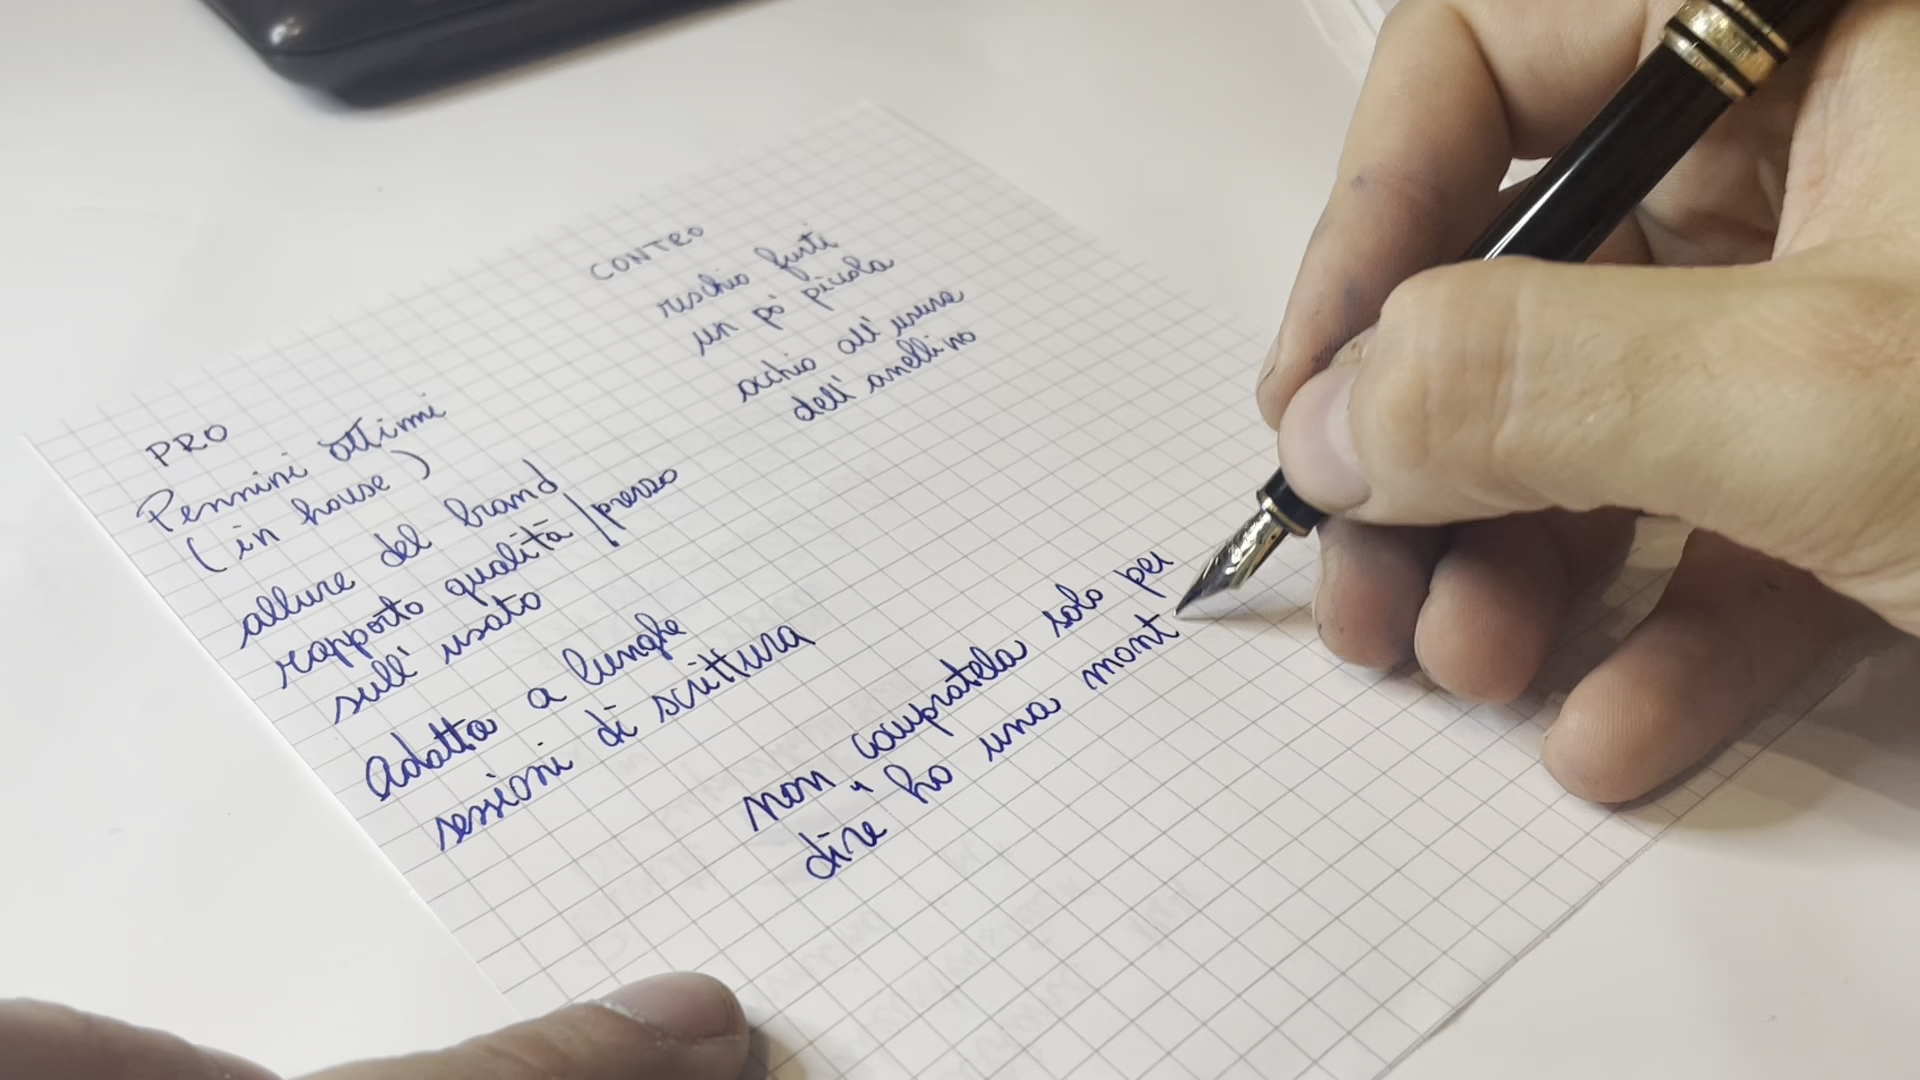 PRO
Pennini ottimi
(in house)
allure del brand
rapporto qualità/prezzo
sull'usato
Adatta a lunghe
sessioni di scrittura
CONTRO
rischio furti
un pò piccola
occhio all'usura
dell'anellino
non compratela solo per
dire "ho una mont